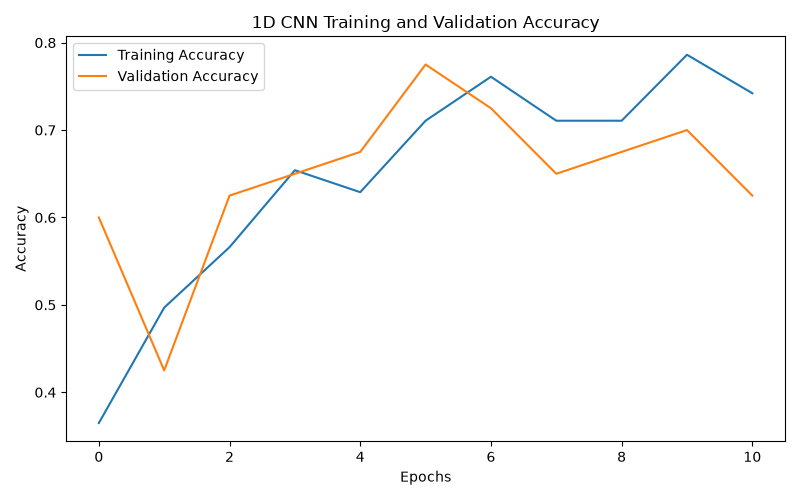 1D CNN Training and Validation Accuracy
Training Accuracy
Validation Accuracy
0.8
0.7
0.6
0.5
0.4
Accuracy
0 2 4 6 8 10
Epochs